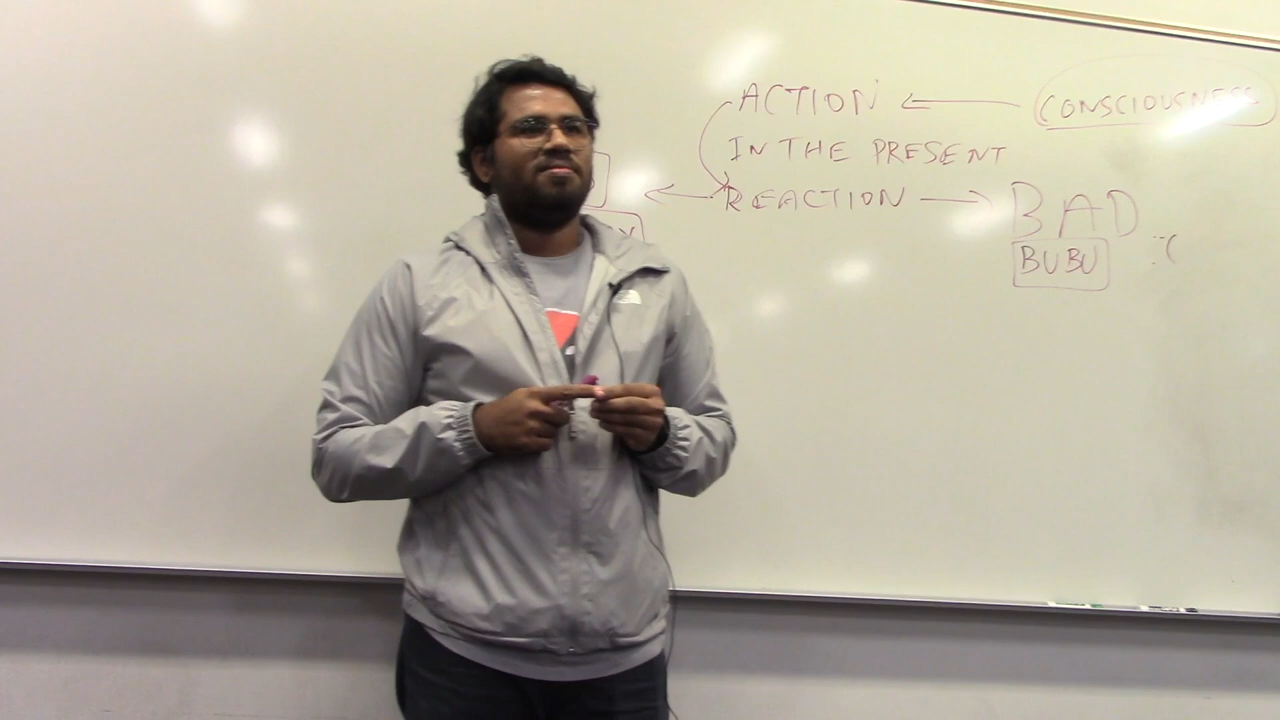 ACTION ← CONSCIOUSNESS
IN THE PRESENT
← REACTION → BAD
BUBU :(